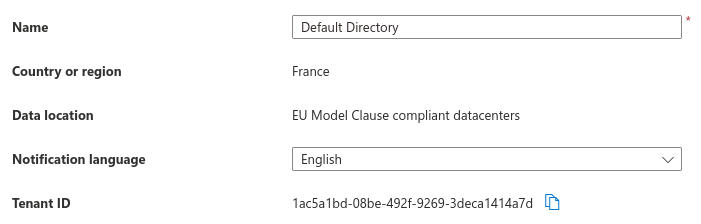 Name Default Directory *
Country or region France
Data location EU Model Clause compliant datacenters
Notification language English
Tenant ID 1ac5a1bd-08be-492f-9269-3deca1414a7d